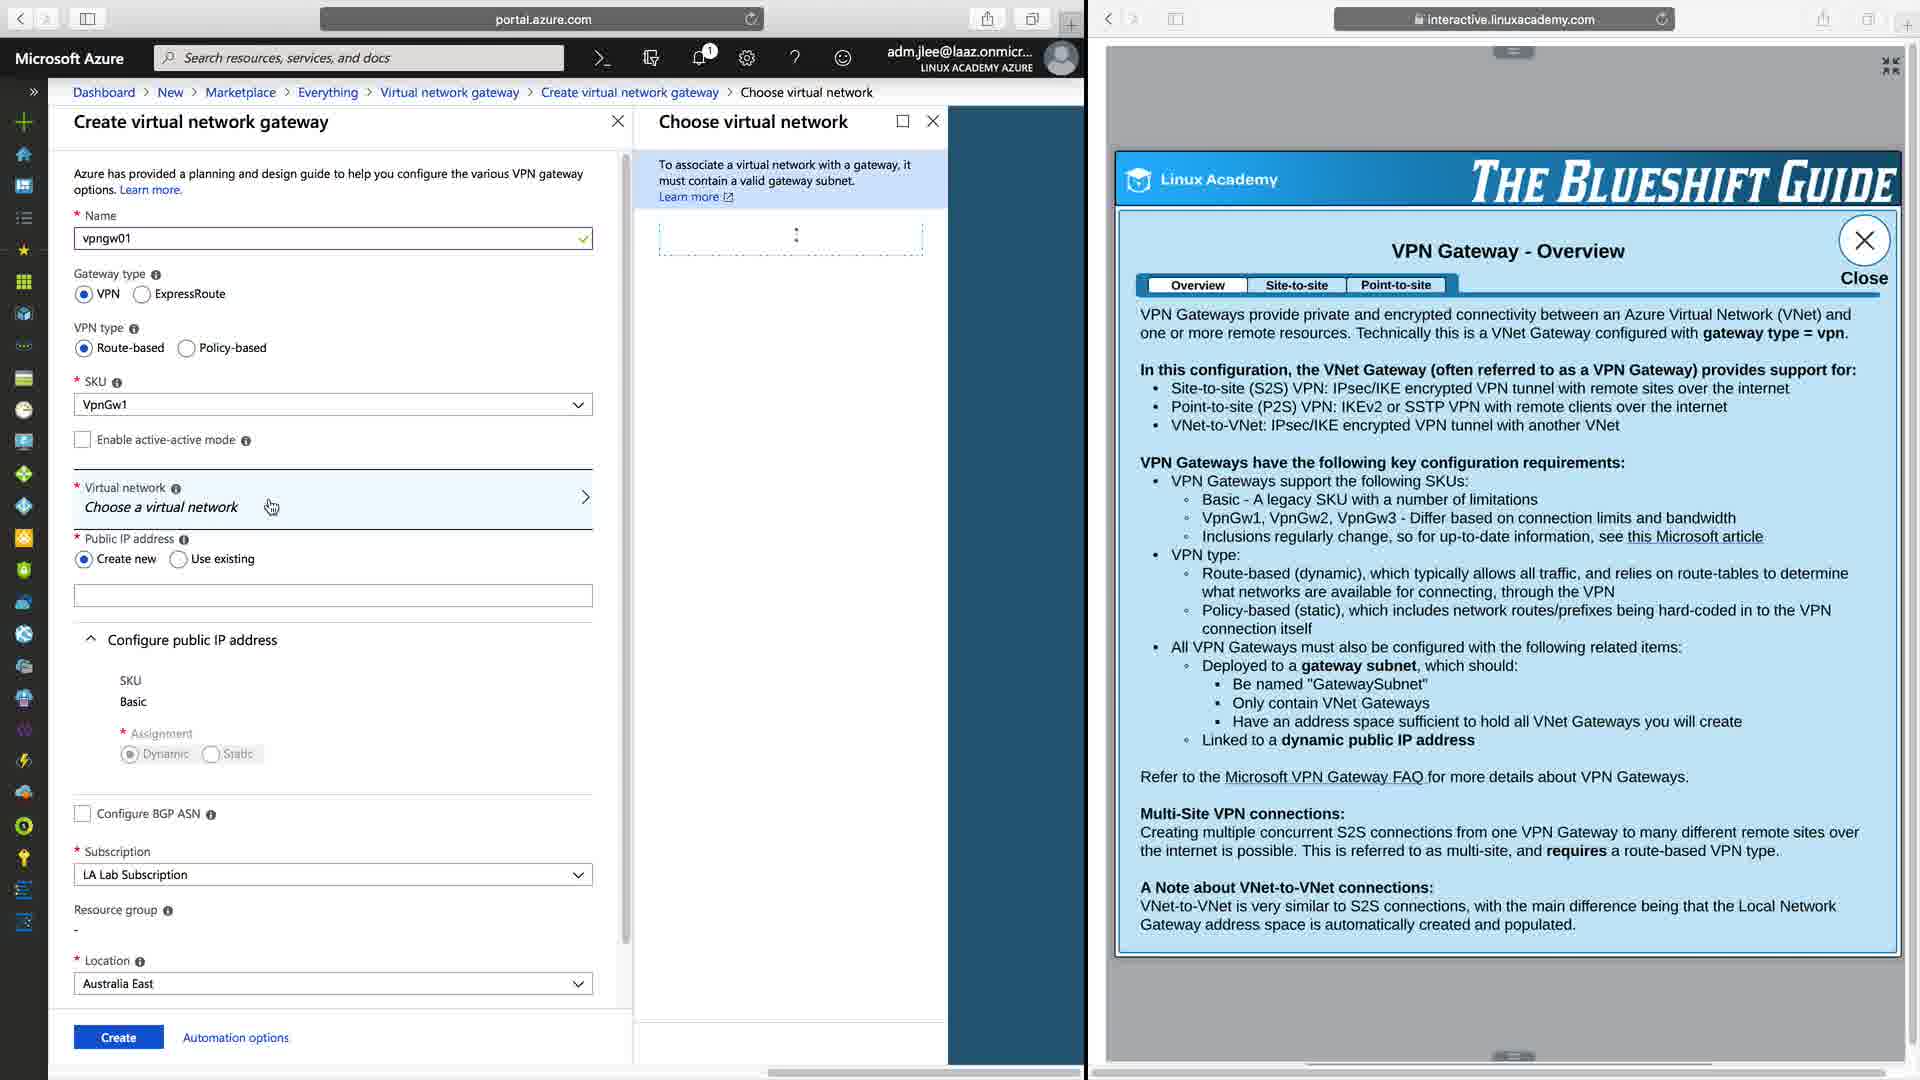 portal.azure.com
Microsoft Azure
Search resources, services, and docs
1
adm.jlee@laaz.onmicr...
LINUX ACADEMY AZURE
Dashboard > New > Marketplace > Everything > Virtual network gateway > Create virtual network gateway > Choose virtual network
Create virtual network gateway
Azure has provided a planning and design guide to help you configure the various VPN gateway
options. Learn more.
* Name
vpngw01
Gateway type
VPN ExpressRoute
VPN type
Route-based Policy-based
* SKU
VpnGw1
Enable active-active mode
* Virtual network
Choose a virtual network
* Public IP address
Create new Use existing
Configure public IP address
SKU
Basic
* Assignment
Dynamic Static
Configure BGP ASN
* Subscription
LA Lab Subscription
Resource group
-
* Location
Australia East
Create Automation options
Choose virtual network
To associate a virtual network with a gateway, it
must contain a valid gateway subnet.
Learn more
interactive.linuxacademy.com
Linux Academy
THE BLUESHIFT GUIDE
VPN Gateway - Overview
Close
Overview Site-to-site Point-to-site
VPN Gateways provide private and encrypted connectivity between an Azure Virtual Network (VNet) and
one or more remote resources. Technically this is a VNet Gateway configured with gateway type = vpn.
In this configuration, the VNet Gateway (often referred to as a VPN Gateway) provides support for:
• Site-to-site (S2S) VPN: IPsec/IKE encrypted VPN tunnel with remote sites over the internet
• Point-to-site (P2S) VPN: IKEv2 or SSTP VPN with remote clients over the internet
• VNet-to-VNet: IPsec/IKE encrypted VPN tunnel with another VNet
VPN Gateways have the following key configuration requirements:
• VPN Gateways support the following SKUs:
◦ Basic - A legacy SKU with a number of limitations
◦ VpnGw1, VpnGw2, VpnGw3 - Differ based on connection limits and bandwidth
◦ Inclusions regularly change, so for up-to-date information, see this Microsoft article
• VPN type:
◦ Route-based (dynamic), which typically allows all traffic, and relies on route-tables to determine
what networks are available for connecting, through the VPN
◦ Policy-based (static), which includes network routes/prefixes being hard-coded in to the VPN
connection itself
• All VPN Gateways must also be configured with the following related items:
◦ Deployed to a gateway subnet, which should:
▪ Be named "GatewaySubnet"
▪ Only contain VNet Gateways
▪ Have an address space sufficient to hold all VNet Gateways you will create
◦ Linked to a dynamic public IP address
Refer to the Microsoft VPN Gateway FAQ for more details about VPN Gateways.
Multi-Site VPN connections:
Creating multiple concurrent S2S connections from one VPN Gateway to many different remote sites over
the internet is possible. This is referred to as multi-site, and requires a route-based VPN type.
A Note about VNet-to-VNet connections:
VNet-to-VNet is very similar to S2S connections, with the main difference being that the Local Network
Gateway address space is automatically created and populated.